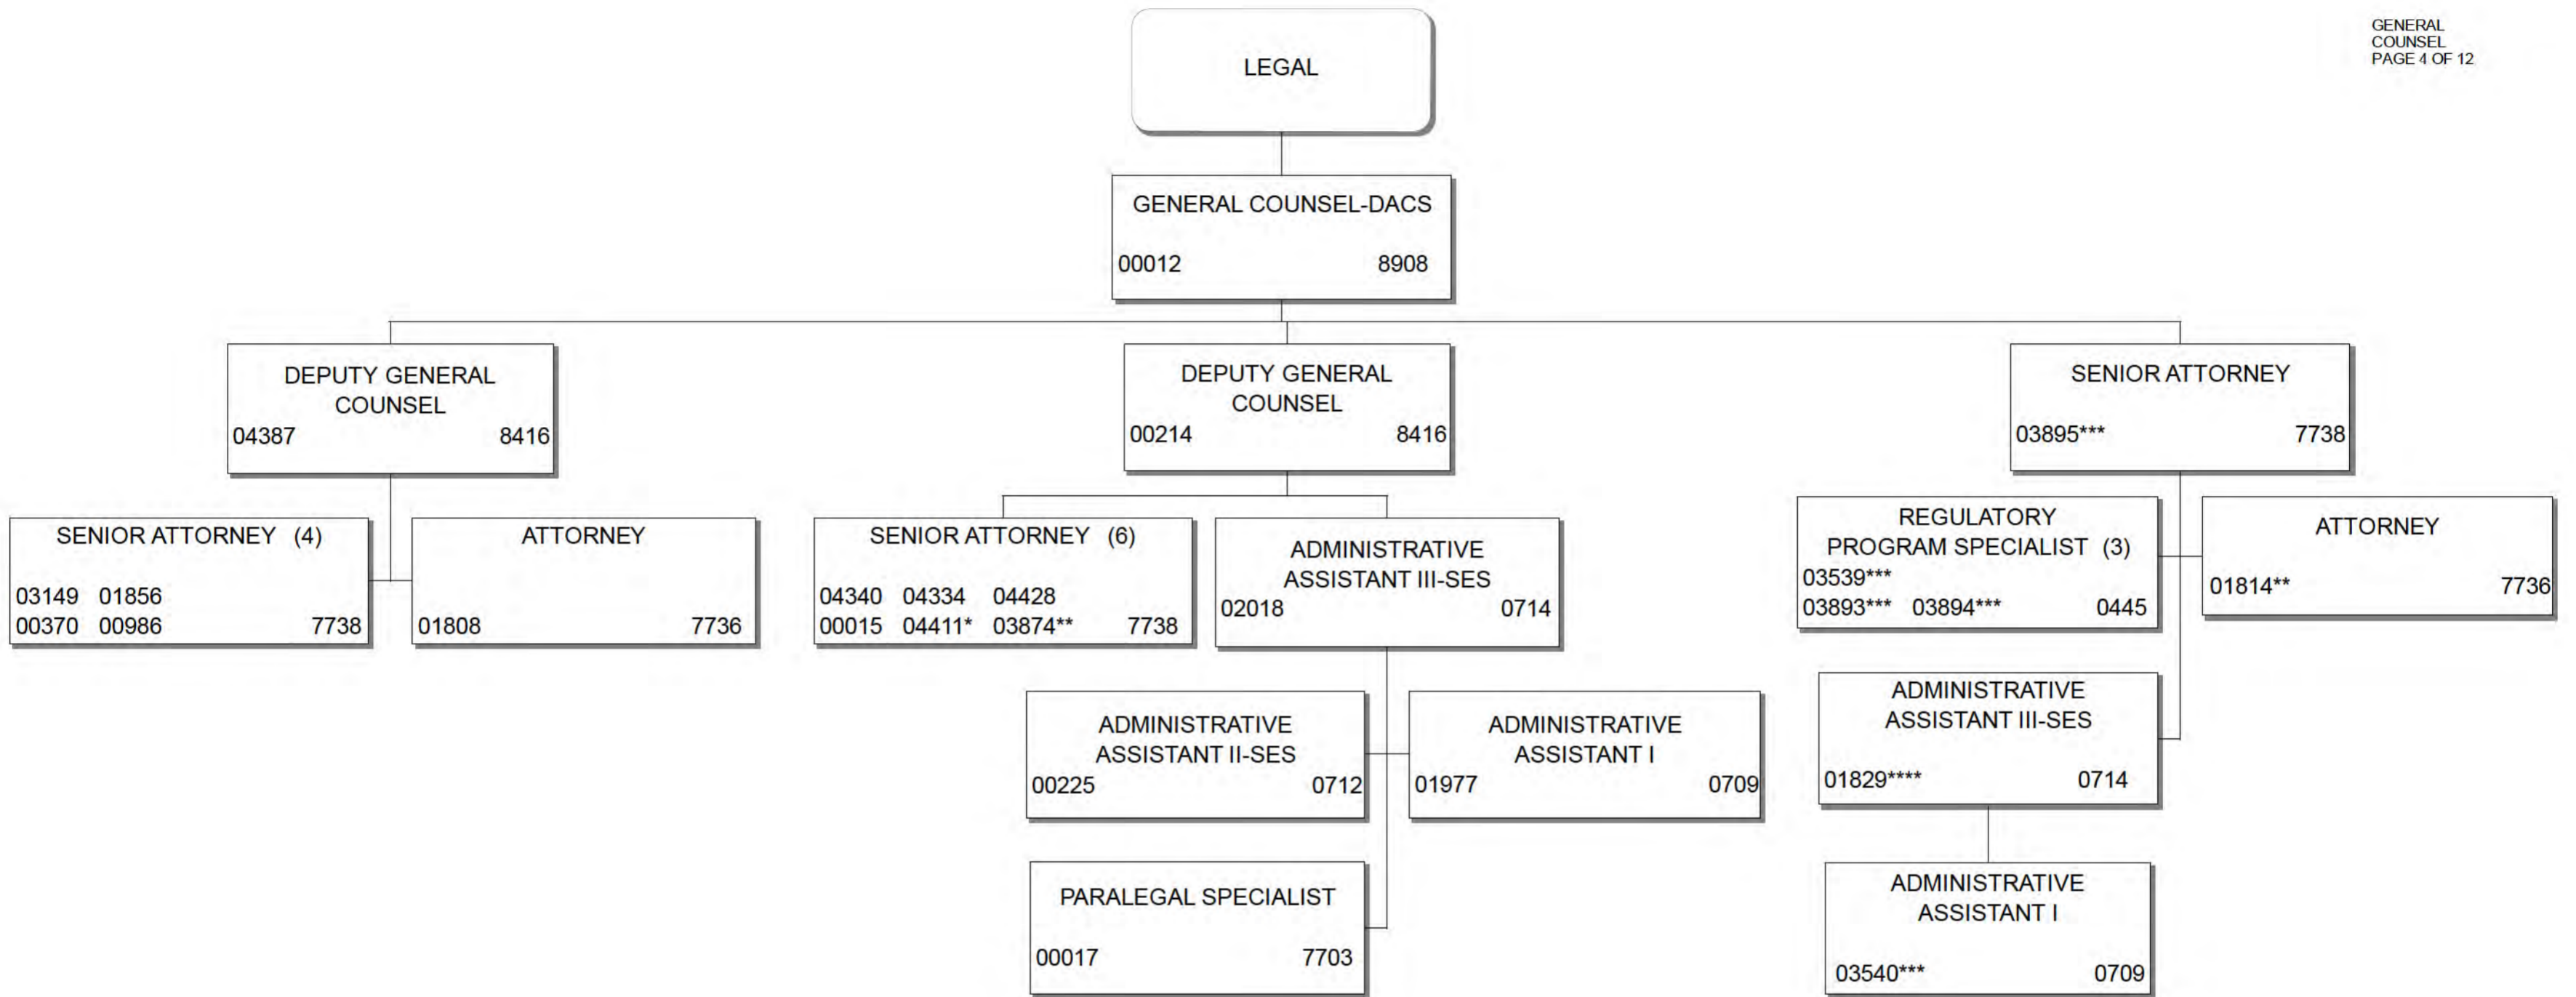 GENERAL
COUNSEL
PAGE 4 OF 12
LEGAL
GENERAL COUNSEL-DACS
00012 8908
DEPUTY GENERAL
COUNSEL
04387 8416
DEPUTY GENERAL
COUNSEL
00214 8416
SENIOR ATTORNEY
03895*** 7738
SENIOR ATTORNEY (4)
03149 01856
00370 00986 7738
ATTORNEY
01808 7736
SENIOR ATTORNEY (6)
04340 04334 04428
00015 04411* 03874** 7738
ADMINISTRATIVE
ASSISTANT III-SES
02018 0714
REGULATORY
PROGRAM SPECIALIST (3)
03539***
03893*** 03894*** 0445
ATTORNEY
01814** 7736
ADMINISTRATIVE
ASSISTANT II-SES
00225 0712
ADMINISTRATIVE
ASSISTANT I
01977 0709
ADMINISTRATIVE
ASSISTANT III-SES
01829**** 0714
PARALEGAL SPECIALIST
00017 7703
ADMINISTRATIVE
ASSISTANT I
03540*** 0709